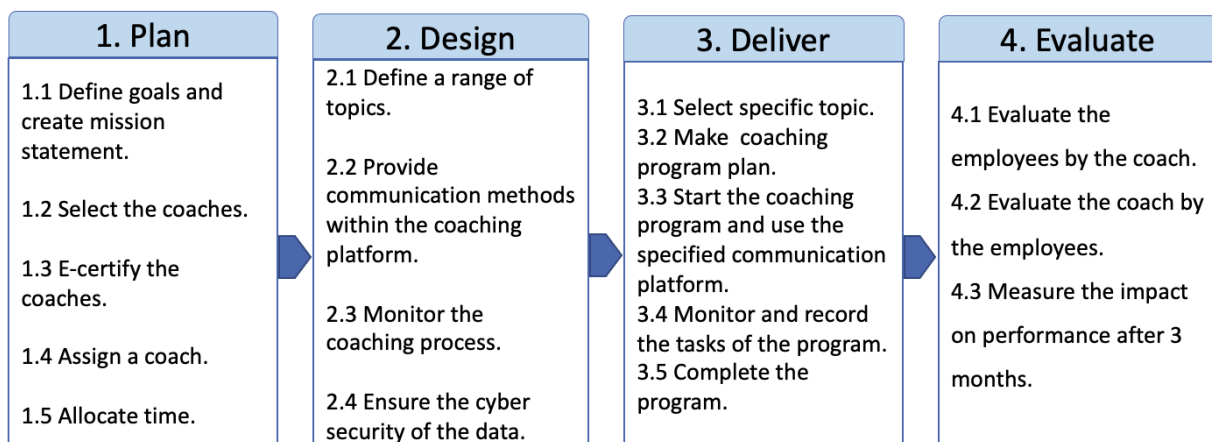 1. Plan
1.1 Define goals and
create mission
statement.
1.2 Select the coaches.
1.3 E-certify the
coaches.
1.4 Assign a coach.
1.5 Allocate time.
2. Design
2.1 Define a range of
topics.
2.2 Provide
communication methods
within the coaching
platform.
2.3 Monitor the
coaching process.
2.4 Ensure the cyber
security of the data.
3. Deliver
3.1 Select specific topic.
3.2 Make coaching
program plan.
3.3 Start the coaching
program and use the
specified communication
platform.
3.4 Monitor and record
the tasks of the program.
3.5 Complete the
program.
4. Evaluate
4.1 Evaluate the
employees by the coach.
4.2 Evaluate the coach by
the employees.
4.3 Measure the impact
on performance after 3
months.